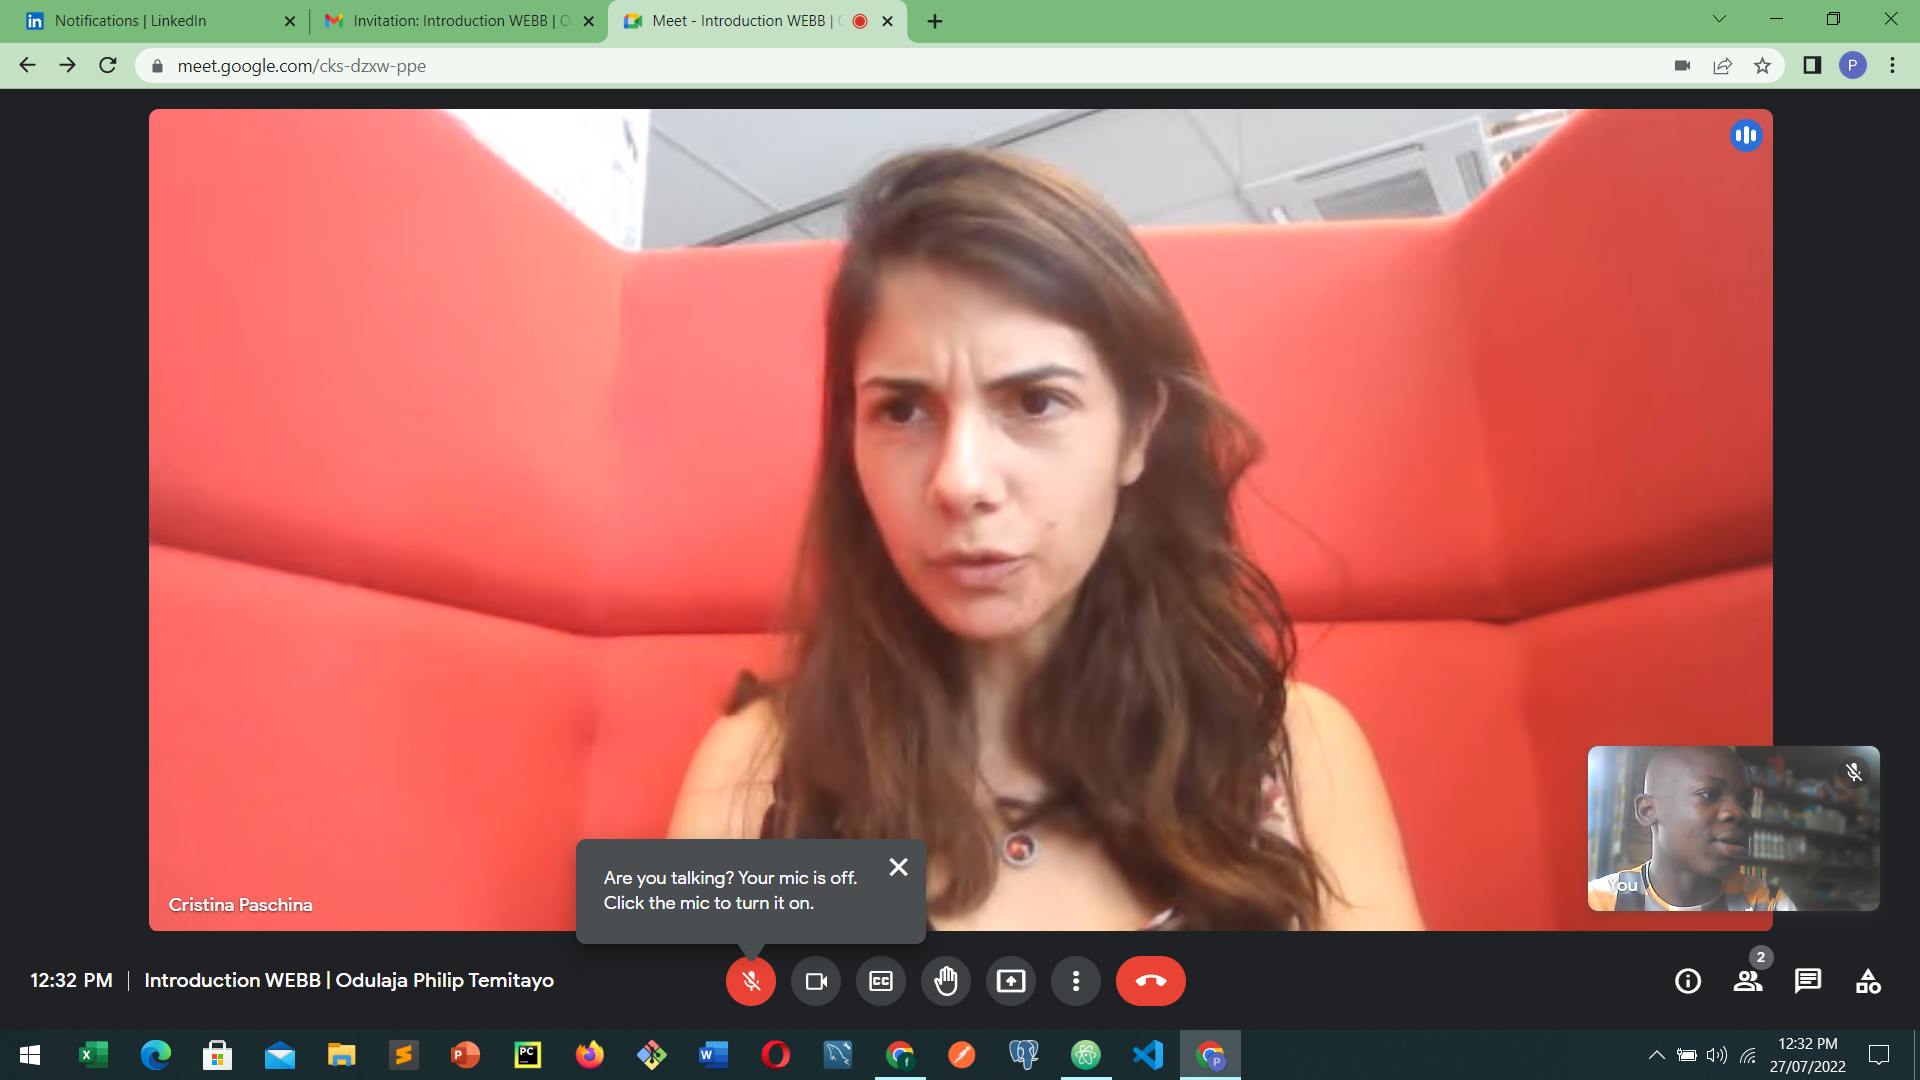 Notifications | LinkedIn
Invitation: Introduction WEBB | O
Meet - Introduction WEBB |
meet.google.com/cks-dzxw-ppe
P
Cristina Paschina
Are you talking? Your mic is off.
Click the mic to turn it on.
You
12:32 PM | Introduction WEBB | Odulaja Philip Temitayo
2
12:32 PM
27/07/2022